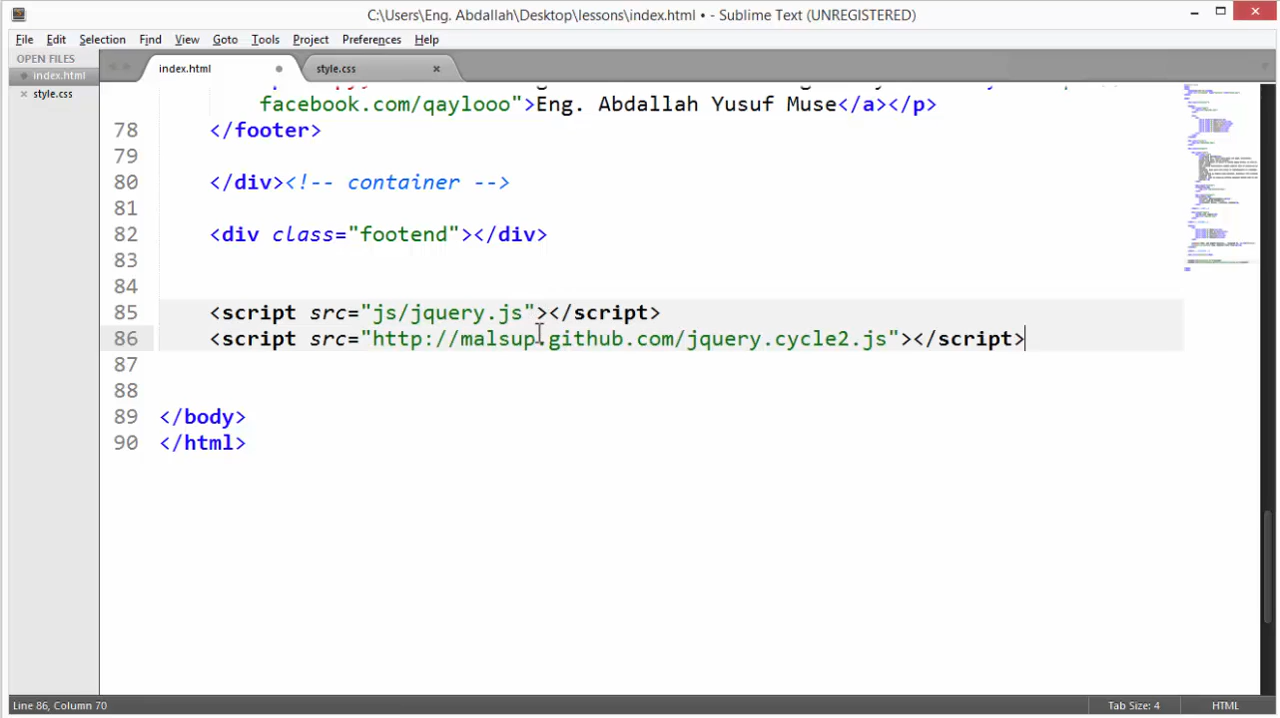 C:\Users\Eng. Abdallah\Desktop\lessons\index.html • - Sublime Text (UNREGISTERED)
File Edit Selection Find View Goto Tools Project Preferences Help
OPEN FILES
index.html
style.css
index.html
style.css
facebook.com/qaylooo">Eng. Abdallah Yusuf Muse</a></p>
78 </footer>
79
80 </div><!-- container -->
81
82 <div class="footend"></div>
83
84
85 <script src="js/jquery.js"></script>
86 <script src="http://malsup.github.com/jquery.cycle2.js"></script>
87
88
89 </body>
90 </html>
Line 86, Column 70
Tab Size: 4
HTML